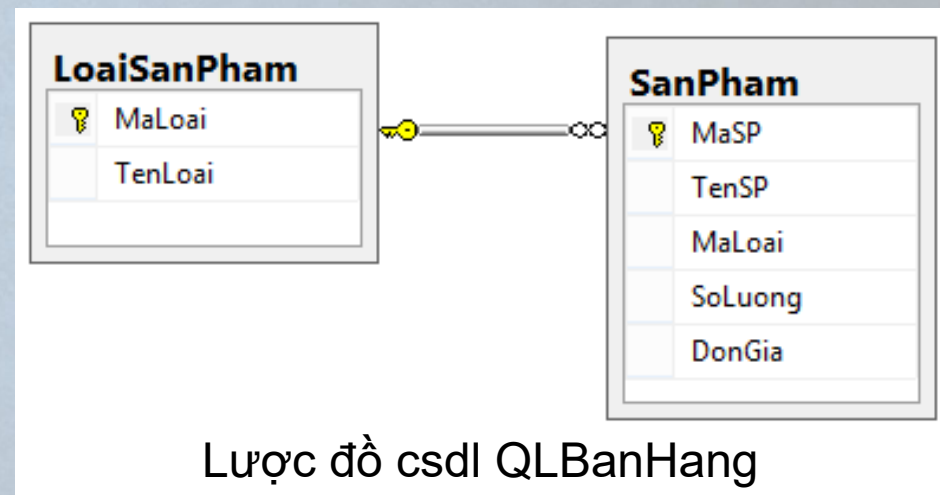 LoaiSanPham
MaLoai
TenLoai
SanPham
MaSP
TenSP
MaLoai
SoLuong
DonGia
Lược đồ csdl QLBanHang